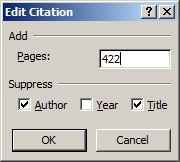 Edit Citation
Add
Pages: 422
Suppress
Author Year Title
OK Cancel